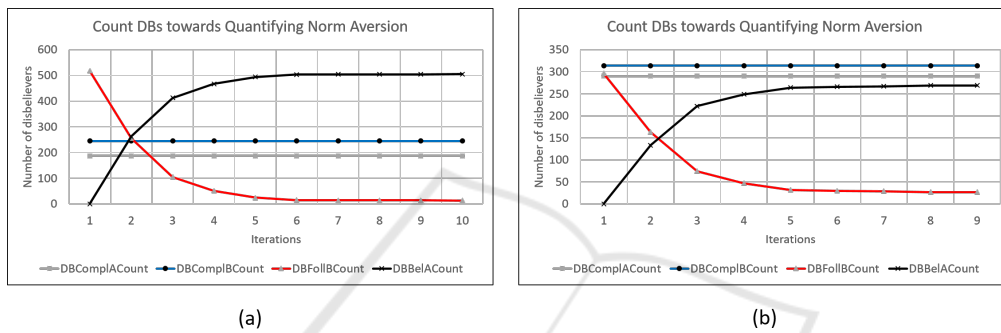 Count DBs towards Quantifying Norm Aversion
Number of disbelievers
600
500
400
300
200
100
0
1 2 3 4 5 6 7 8 9 10
Iterations
DBComplACount DBComplBCount DBFollBCount DBBelACount
(a)
Count DBs towards Quantifying Norm Aversion
Number of disbelievers
350
300
250
200
150
100
50
0
1 2 3 4 5 6 7 8 9
Iterations
DBComplACount DBComplBCount DBFollBCount DBBelACount
(b)